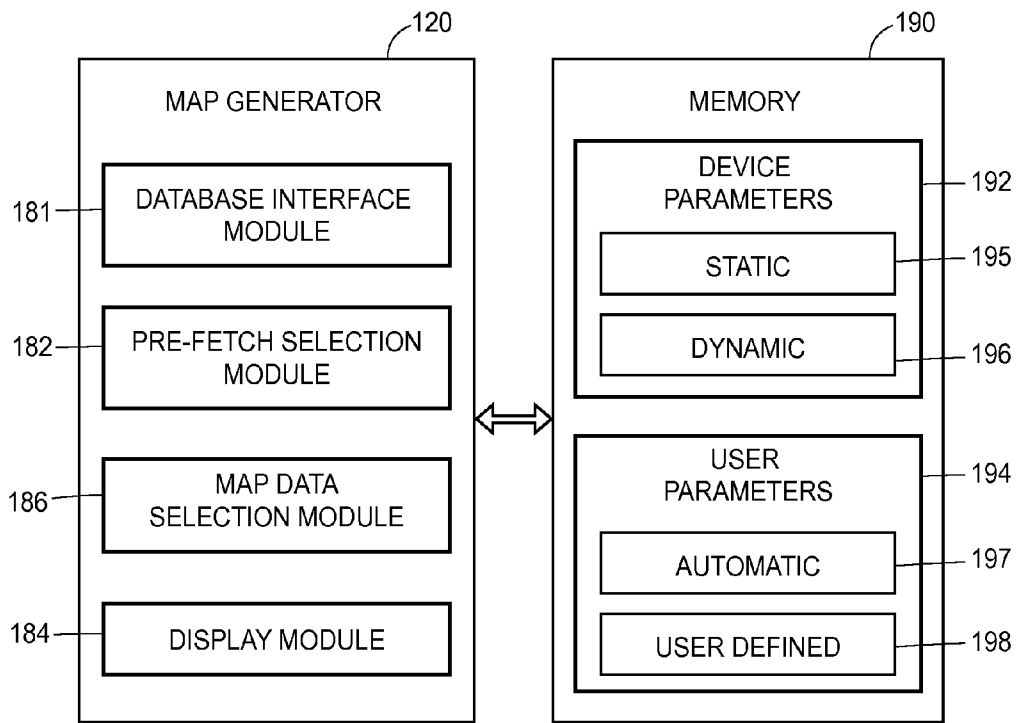 120
MAP GENERATOR
181
DATABASE INTERFACE
MODULE
182
PRE-FETCH SELECTION
MODULE
186
MAP DATA
SELECTION MODULE
184
DISPLAY MODULE
190
MEMORY
DEVICE
PARAMETERS
192
STATIC
195
DYNAMIC
196
USER
PARAMETERS
194
AUTOMATIC
197
USER DEFINED
198